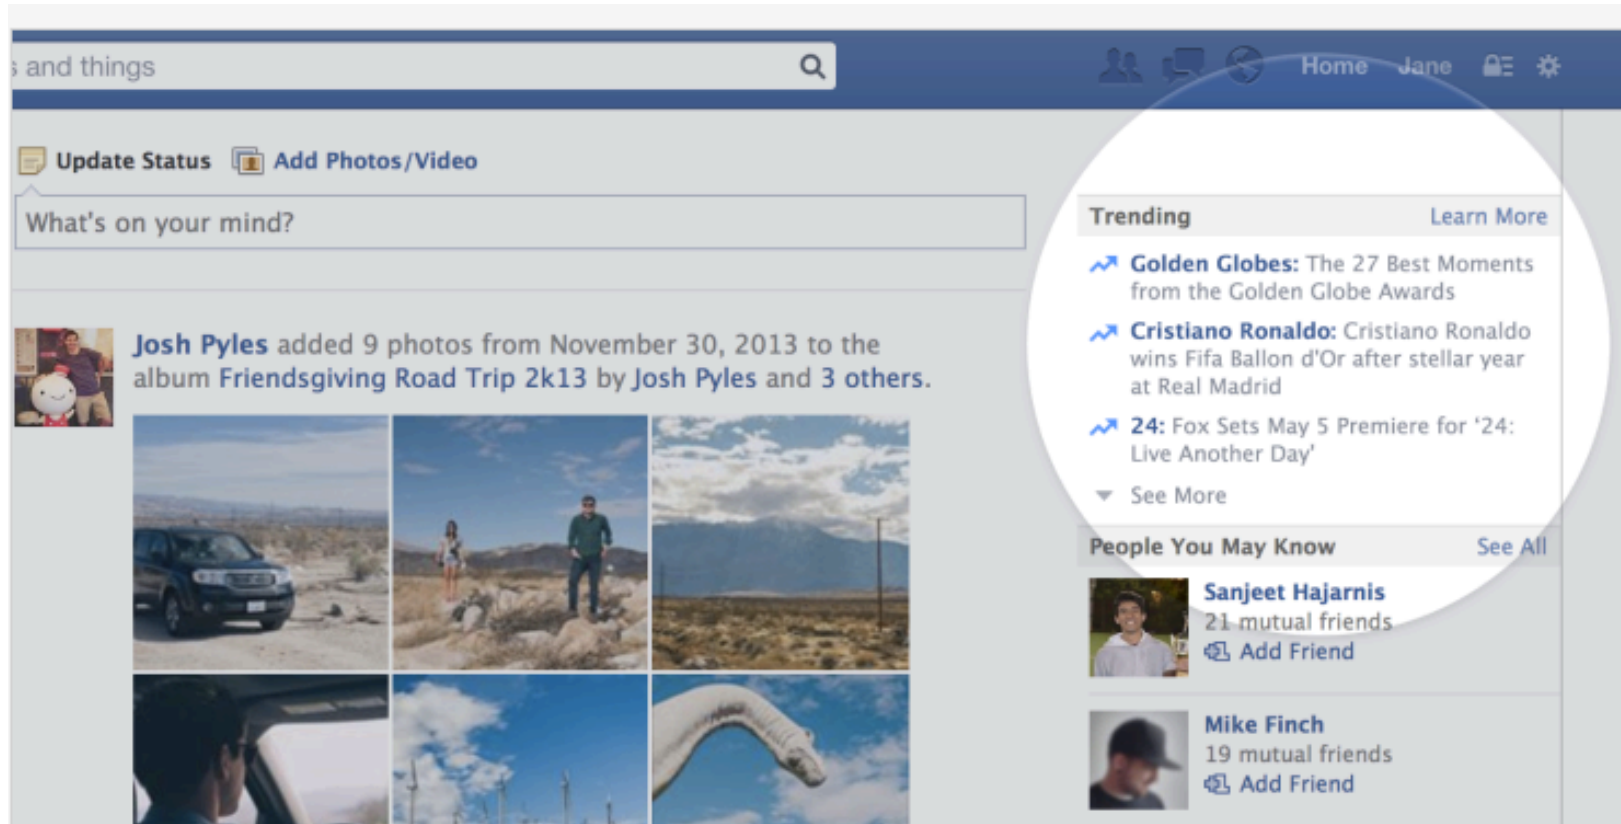 s and things
Home Jane
Update Status Add Photos/Video
What's on your mind?
Josh Pyles added 9 photos from November 30, 2013 to the
album Friendsgiving Road Trip 2k13 by Josh Pyles and 3 others.
Trending Learn More
Golden Globes: The 27 Best Moments
from the Golden Globe Awards
Cristiano Ronaldo: Cristiano Ronaldo
wins Fifa Ballon d'Or after stellar year
at Real Madrid
24: Fox Sets May 5 Premiere for ‘24:
Live Another Day’
See More
People You May Know See All
Sanjeet Hajarnis
21 mutual friends
Add Friend
Mike Finch
19 mutual friends
Add Friend